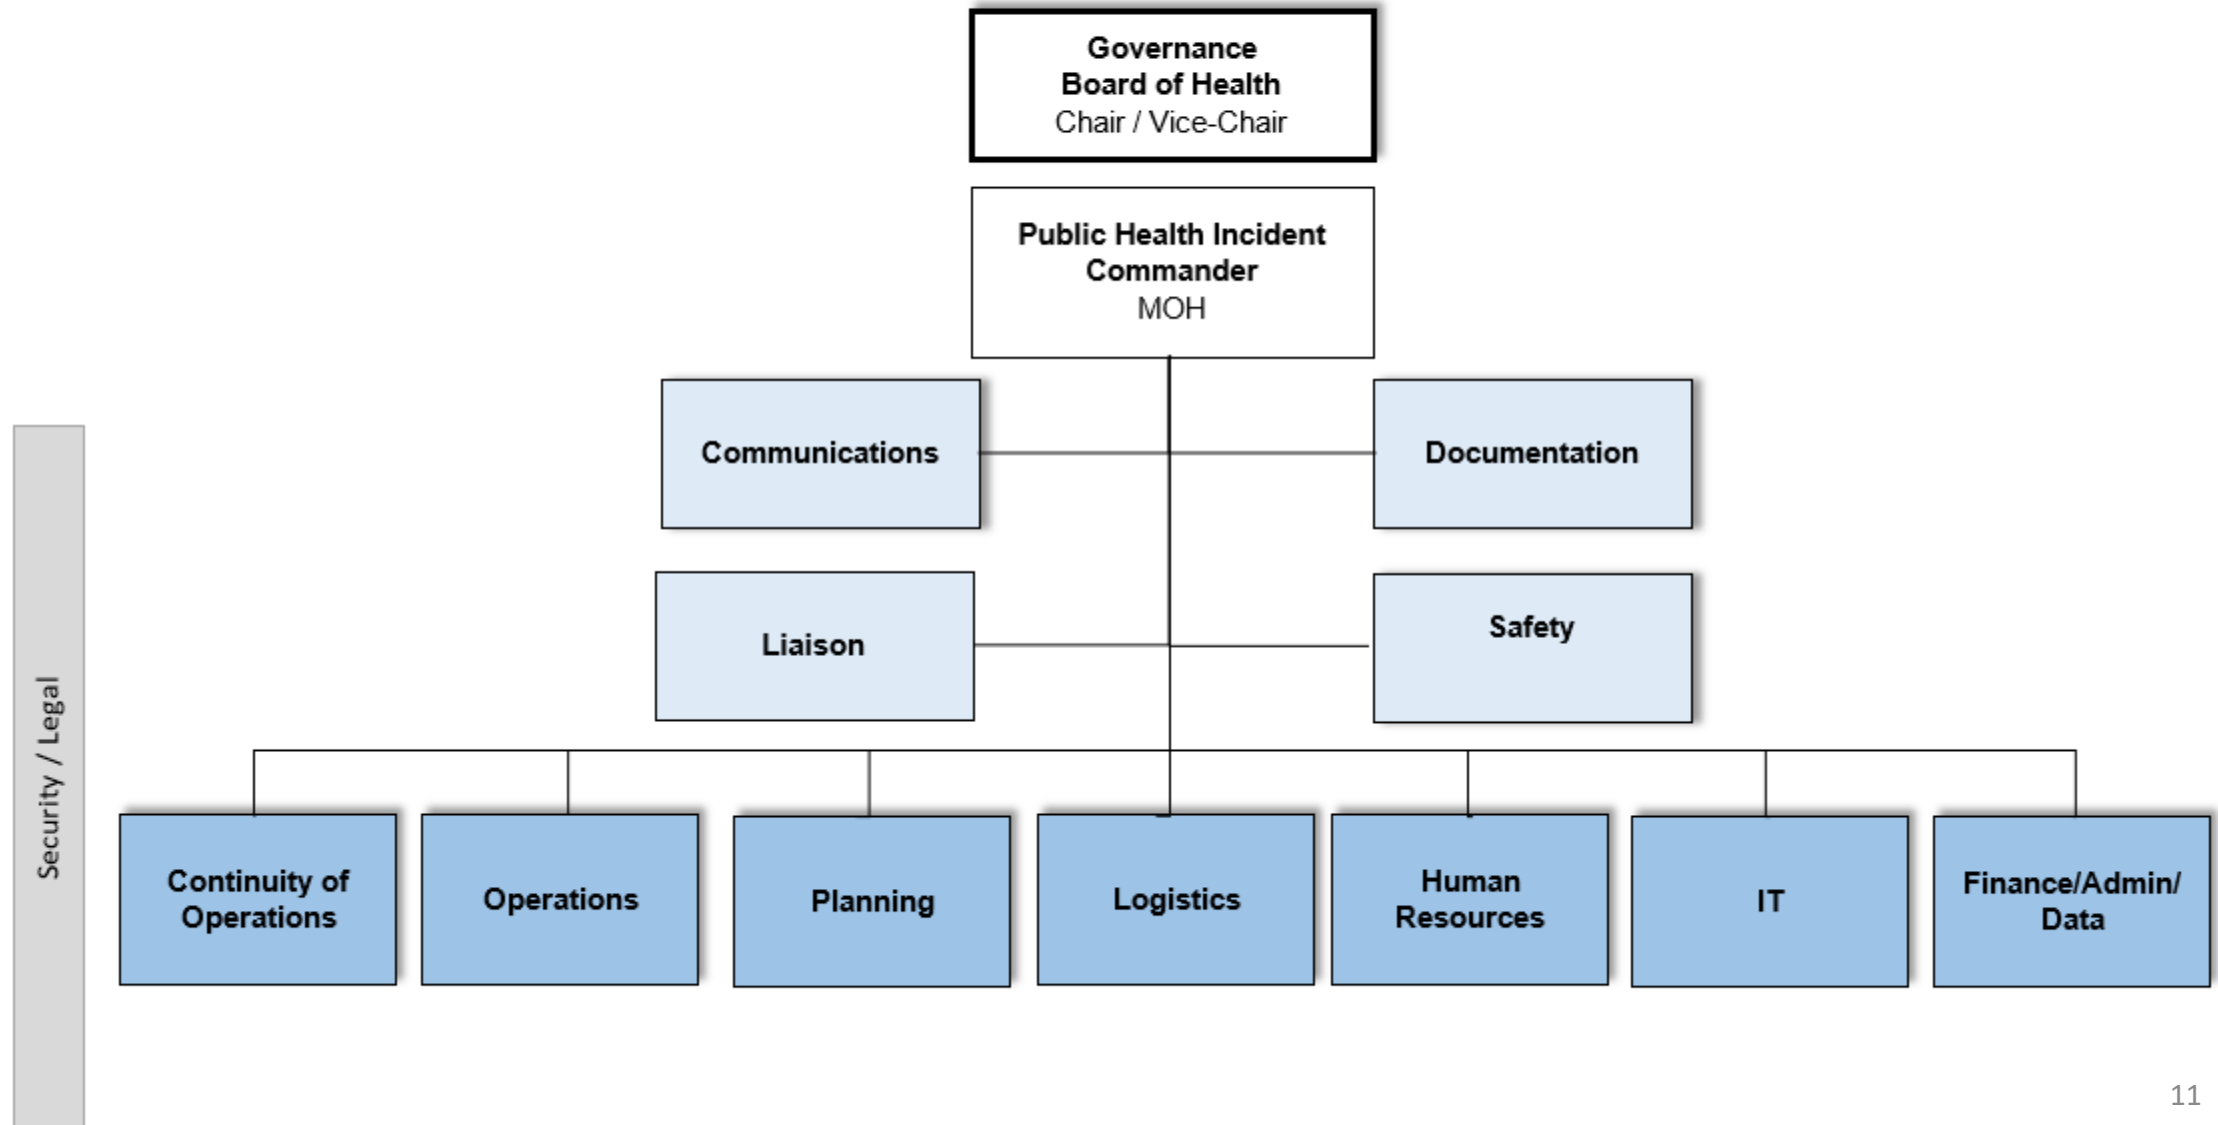 Governance
Board of Health
Chair / Vice-Chair
Public Health Incident
Commander
MOH
Communications
Documentation
Liaison
Safety
Security / Legal
Continuity of
Operations
Operations
Planning
Logistics
Human
Resources
IT
Finance/Admin/
Data
11